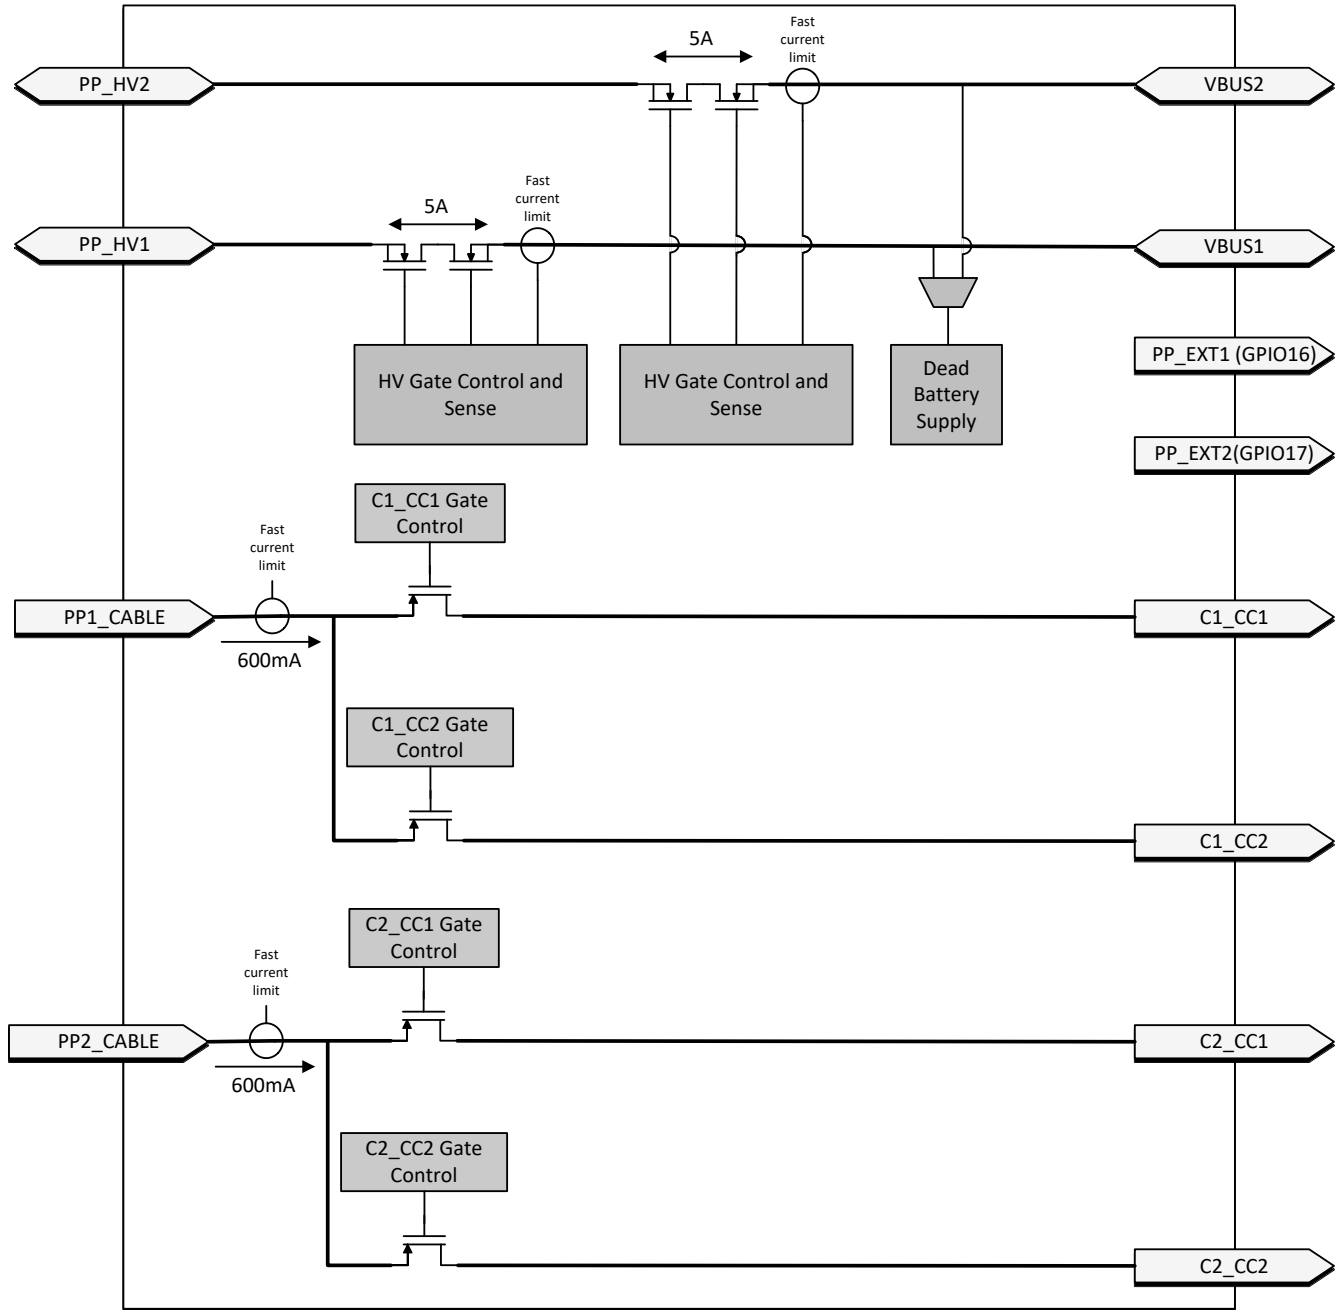 Fast
current
limit
5A
PP_HV2
VBUS2
Fast
current
limit
5A
PP_HV1
VBUS1
HV Gate Control and
Sense
HV Gate Control and
Sense
Dead
Battery
Supply
PP_EXT1 (GPIO16)
PP_EXT2(GPIO17)
C1_CC1 Gate
Control
Fast
current
limit
PP1_CABLE
600mA
C1_CC1
C1_CC2 Gate
Control
C1_CC2
C2_CC1 Gate
Control
Fast
current
limit
PP2_CABLE
600mA
C2_CC1
C2_CC2 Gate
Control
C2_CC2